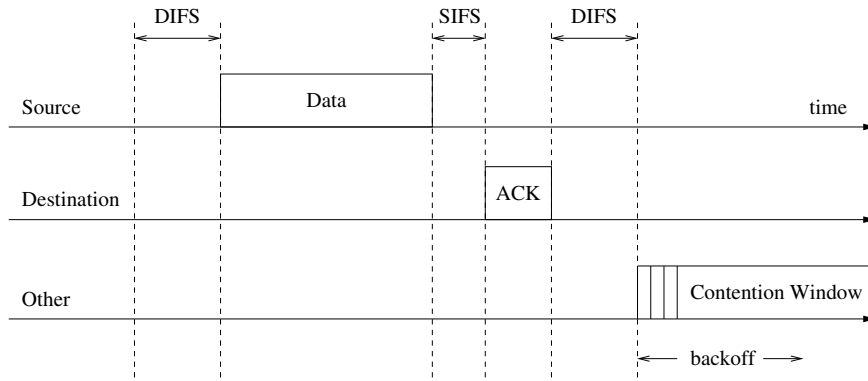 DIFS SIFS DIFS
Source Data time
Destination ACK
Other Contention Window
backoff